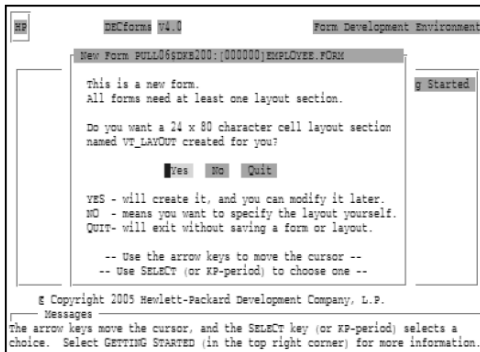 HP DECforms V4.0 Form Development Environment
New Form PULL06$DKB200:[000000]EMPLOYEE.FORM
g Started
This is a new form.
All forms need at least one layout section.
Do you want a 24 x 80 character cell layout section
named VT_LAYOUT created for you?
Yes No Quit
YES - will create it, and you can modify it later.
NO - means you want to specify the layout yourself.
QUIT- will exit without saving a form or layout.
-- Use the arrow keys to move the cursor --
-- Use SELECT (or KP-period) to choose one --
© Copyright 2005 Hewlett-Packard Development Company, L.P.
Messages
The arrow keys move the cursor, and the SELECT key (or KP-period) selects a
choice. Select GETTING STARTED (in the top right corner) for more information.